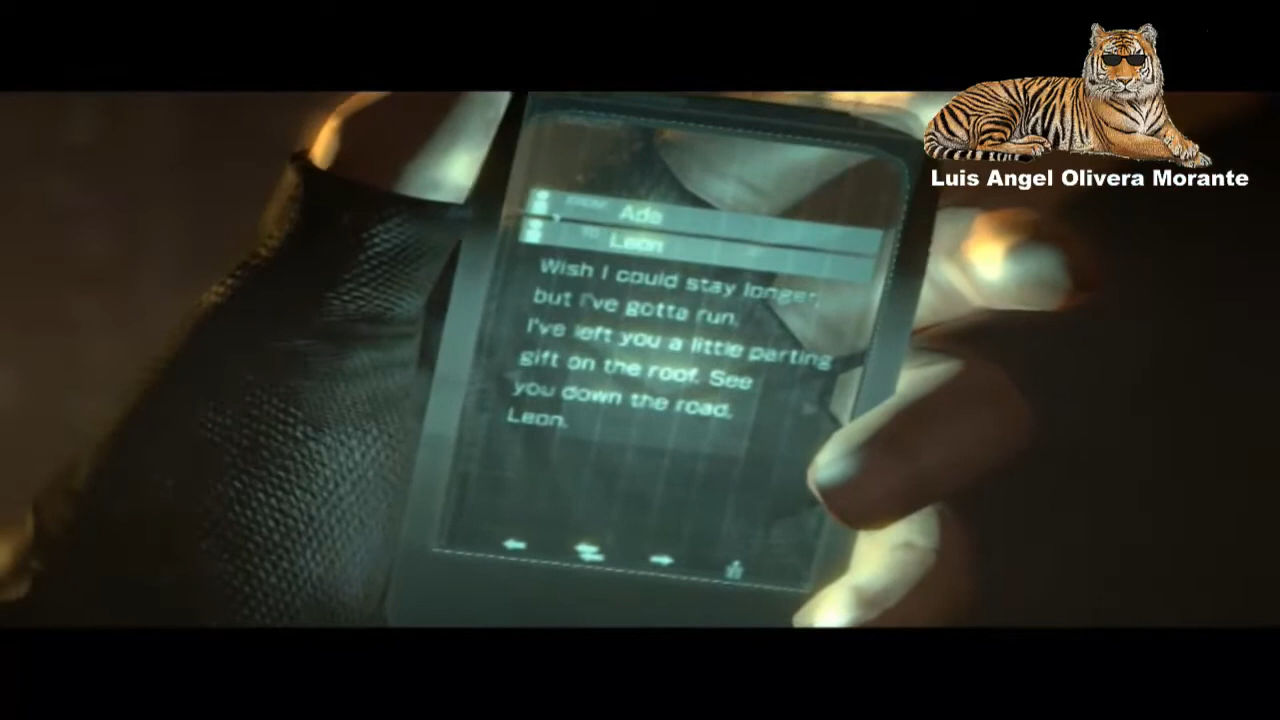 Luis Angel Olivera Morante
Ada
Leon
Wish I could stay longer,
but I've gotta run.
I've left you a little parting
gift on the roof. See
you down the road,
Leon.